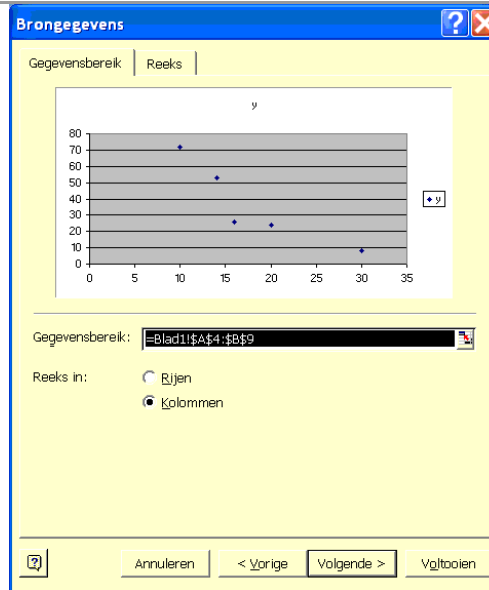 Brongegevens
Gegevensbereik Reeks
y
80
70
60
50
40
30
20
10
0
0 5 10 15 20 25 30 35
y
Gegevensbereik: =Blad1!$A$4:$B$9
Reeks in: Rijen
Kolommen
Annuleren < Vorige Volgende > Voltooien